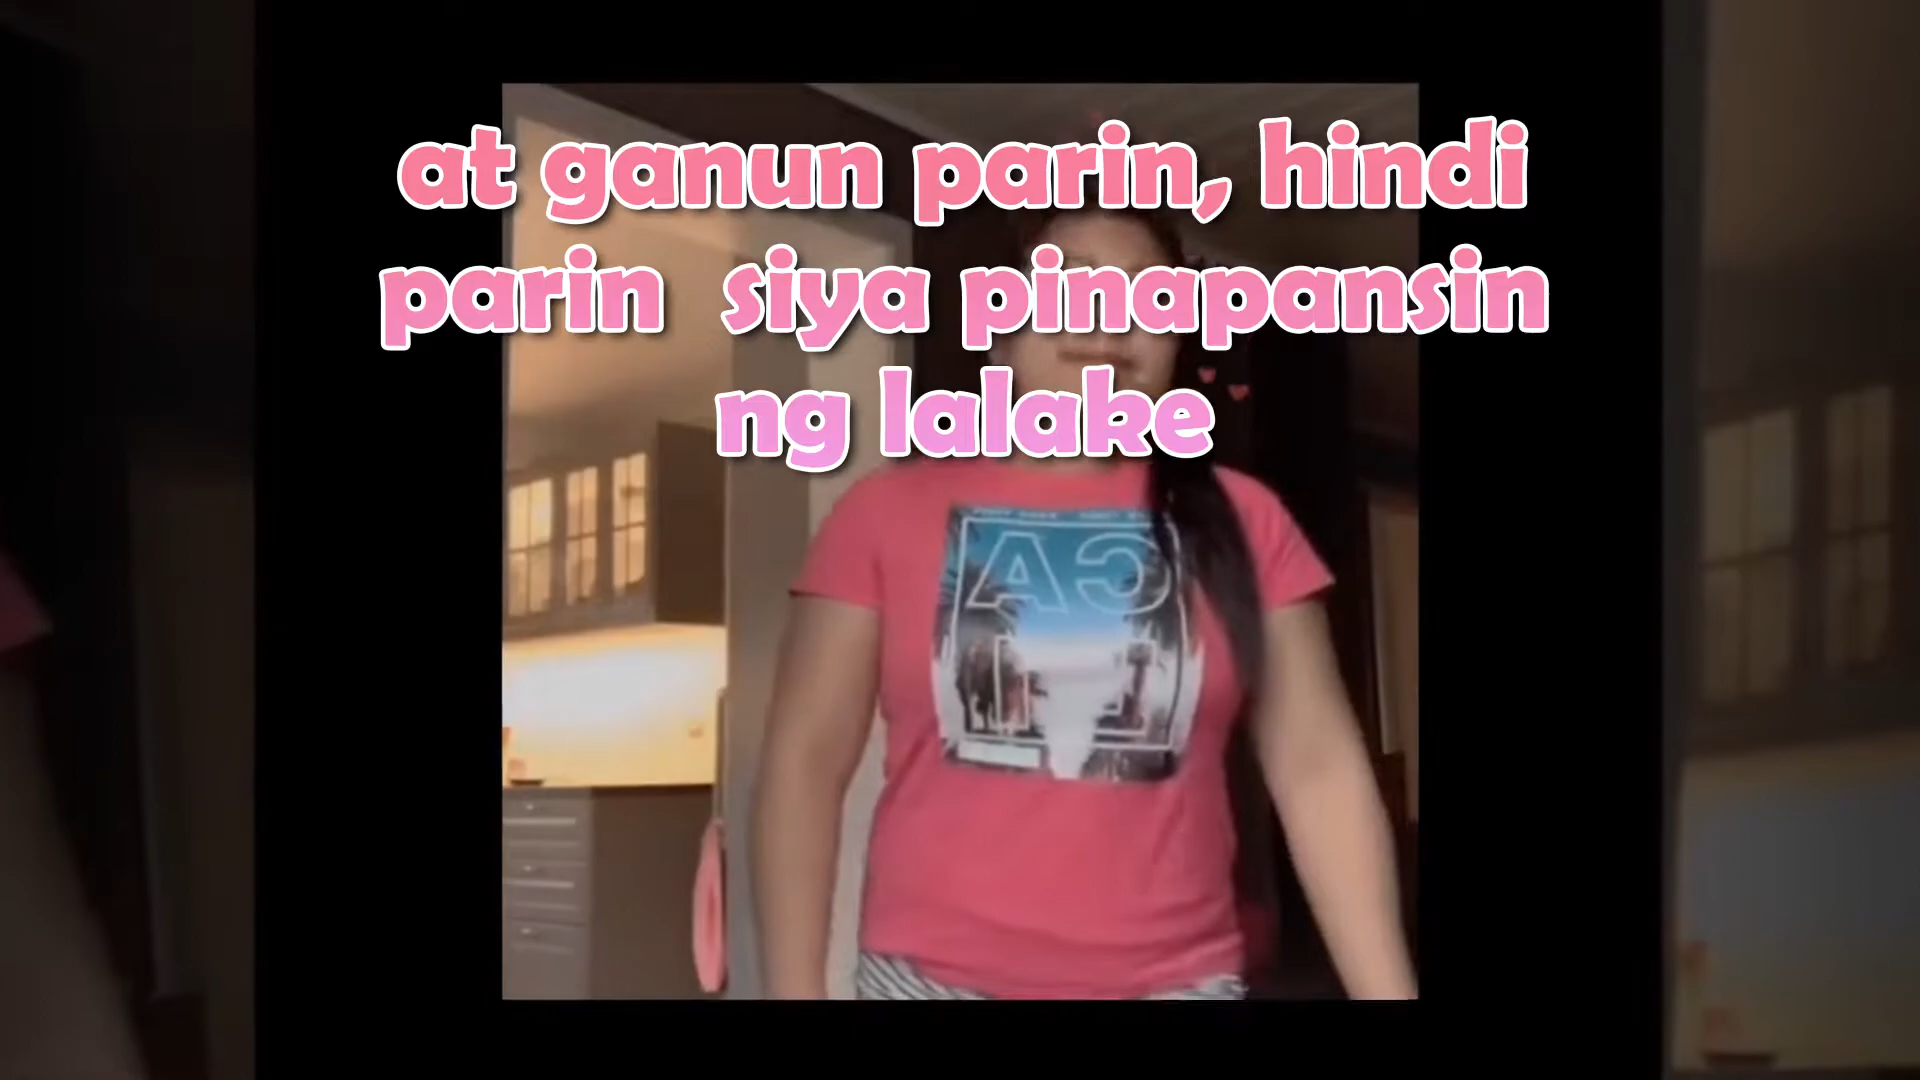 at ganun parin, hindi
parin siya pinapansin
ng lalake